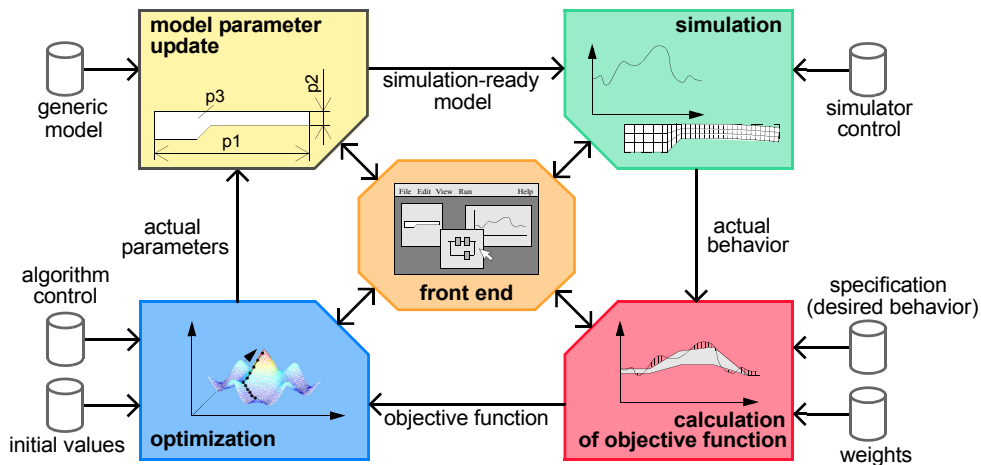 model parameter
update
p3
p2
p1
generic
model
simulation-ready
model
simulation
simulator
control
actual
parameters
File Edit View Run Help
front end
actual
behavior
algorithm
control
initial values
optimization
objective function
specification
(desired behavior)
calculation
of objective function
weights